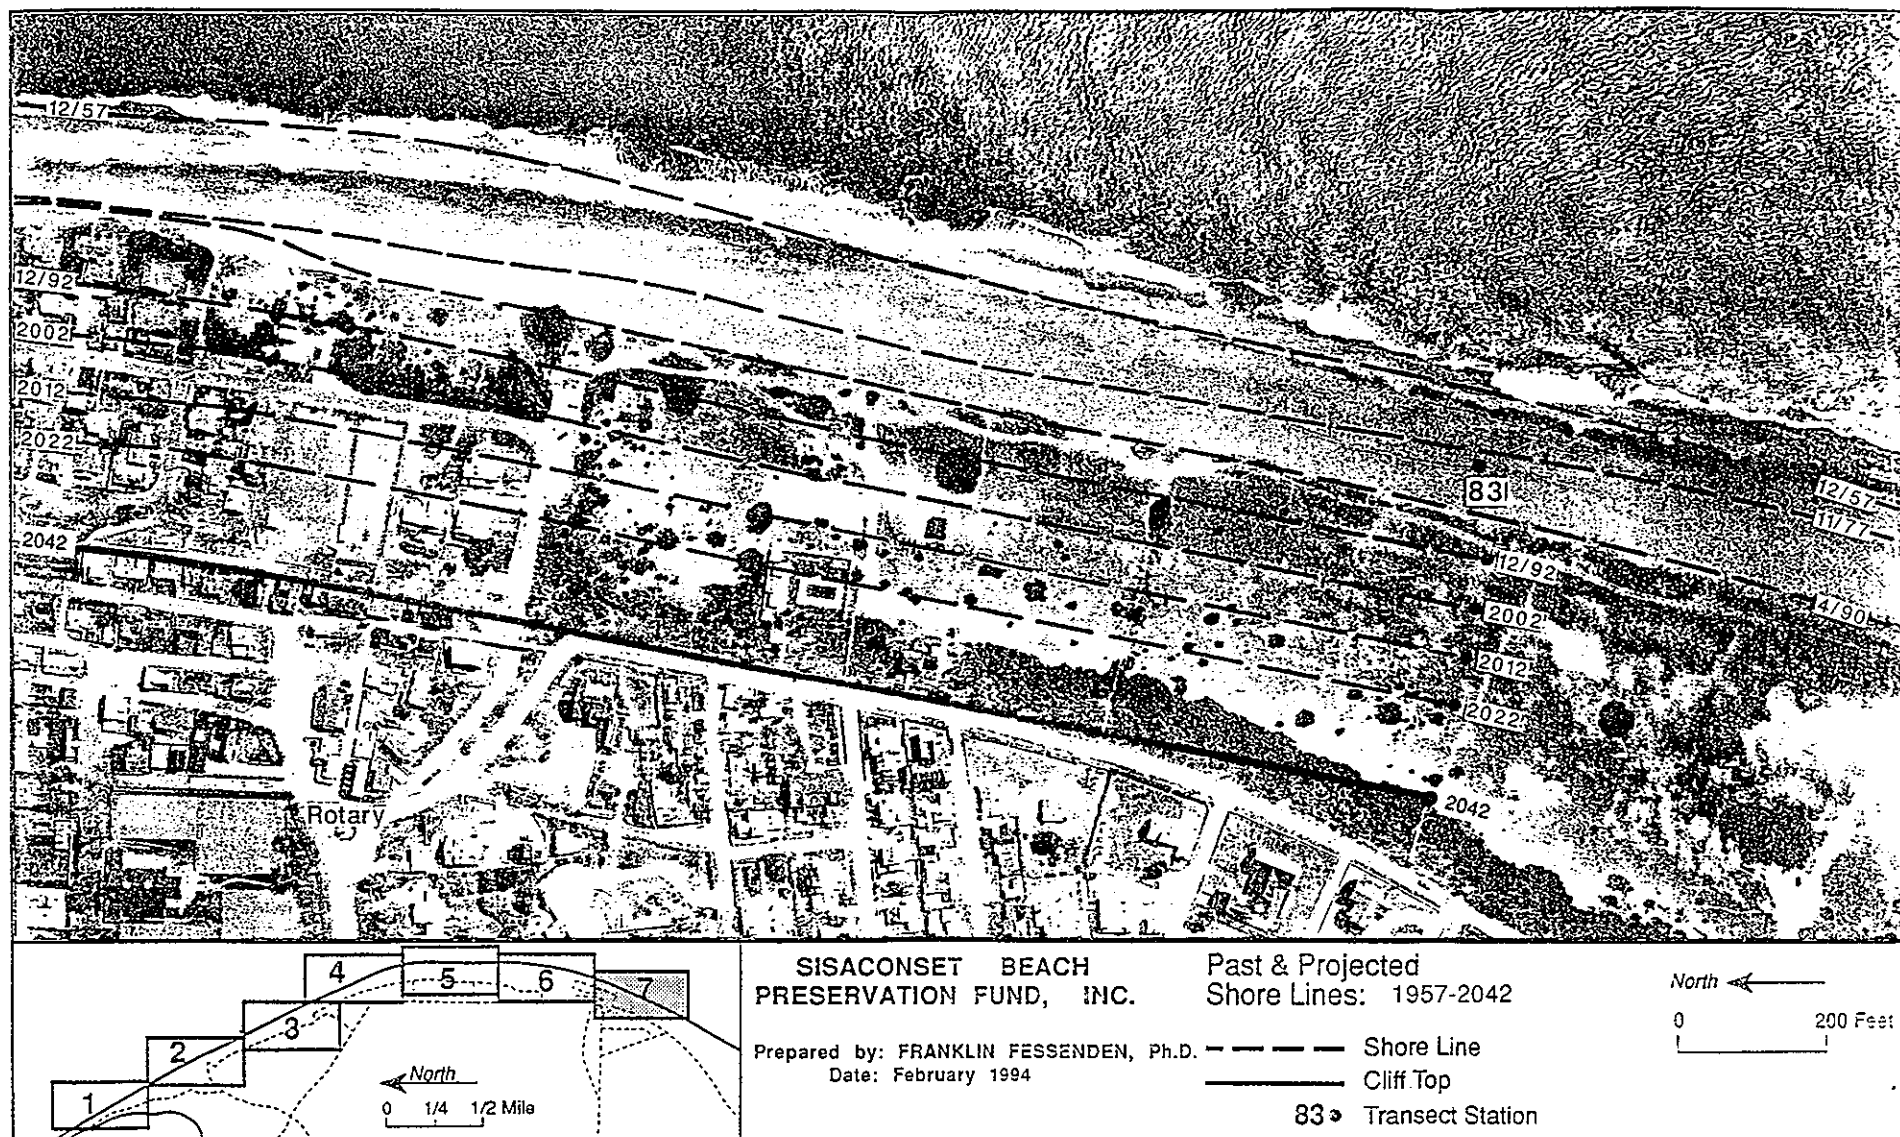 12/57
12/92
2002
2012
2022
2042
Rotary
83
12/57
11/77
12/92
4/90
2002
2012
2022
2042
1
2
3
4
5
6
7
North
0 1/4 1/2 Mile
SISACONSET BEACH
PRESERVATION FUND, INC.
Prepared by: FRANKLIN FESSENDEN, Ph.D.
Date: February 1994
Past & Projected
Shore Lines: 1957-2042
Shore Line
Cliff Top
83 Transect Station
North
0 200 Feet